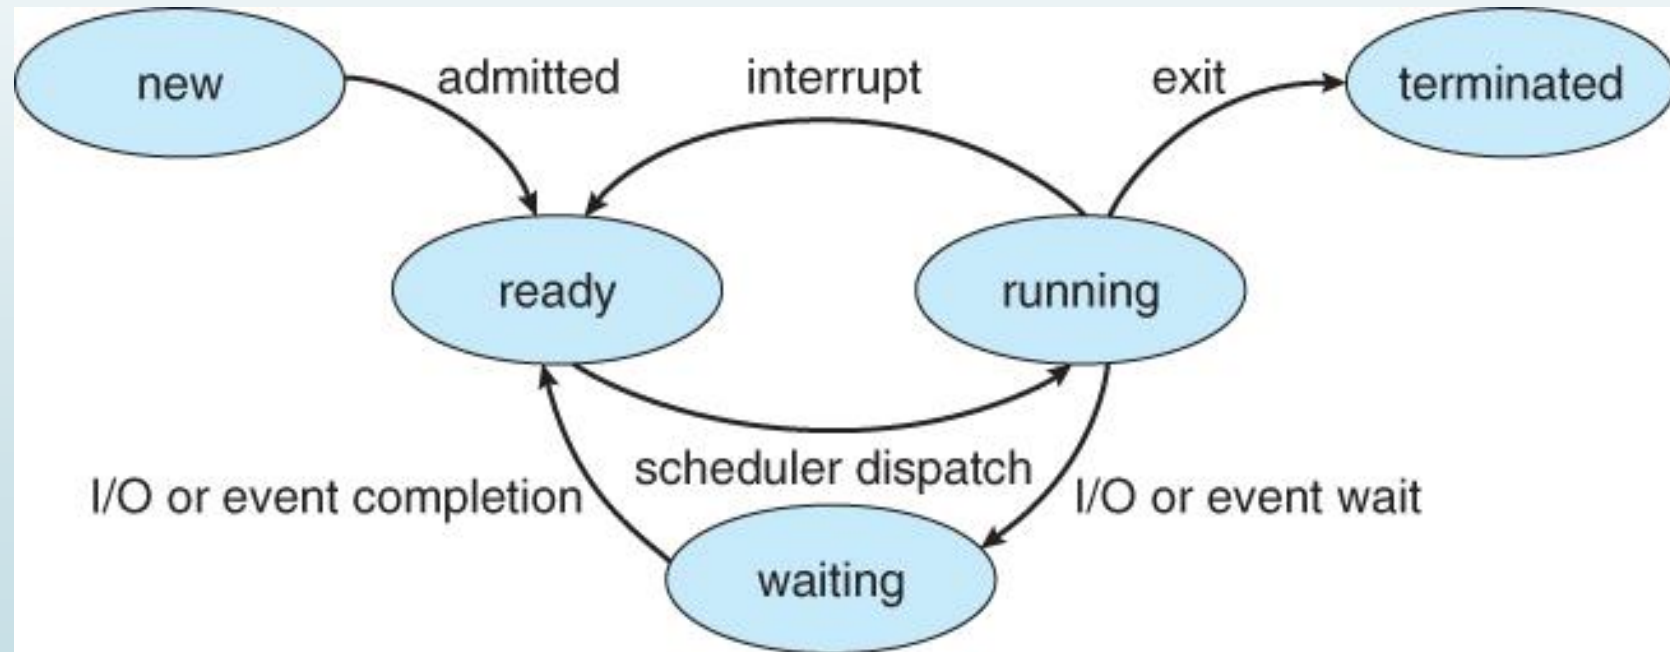 new
admitted
interrupt
exit
terminated
ready
running
scheduler dispatch
I/O or event completion
I/O or event wait
waiting